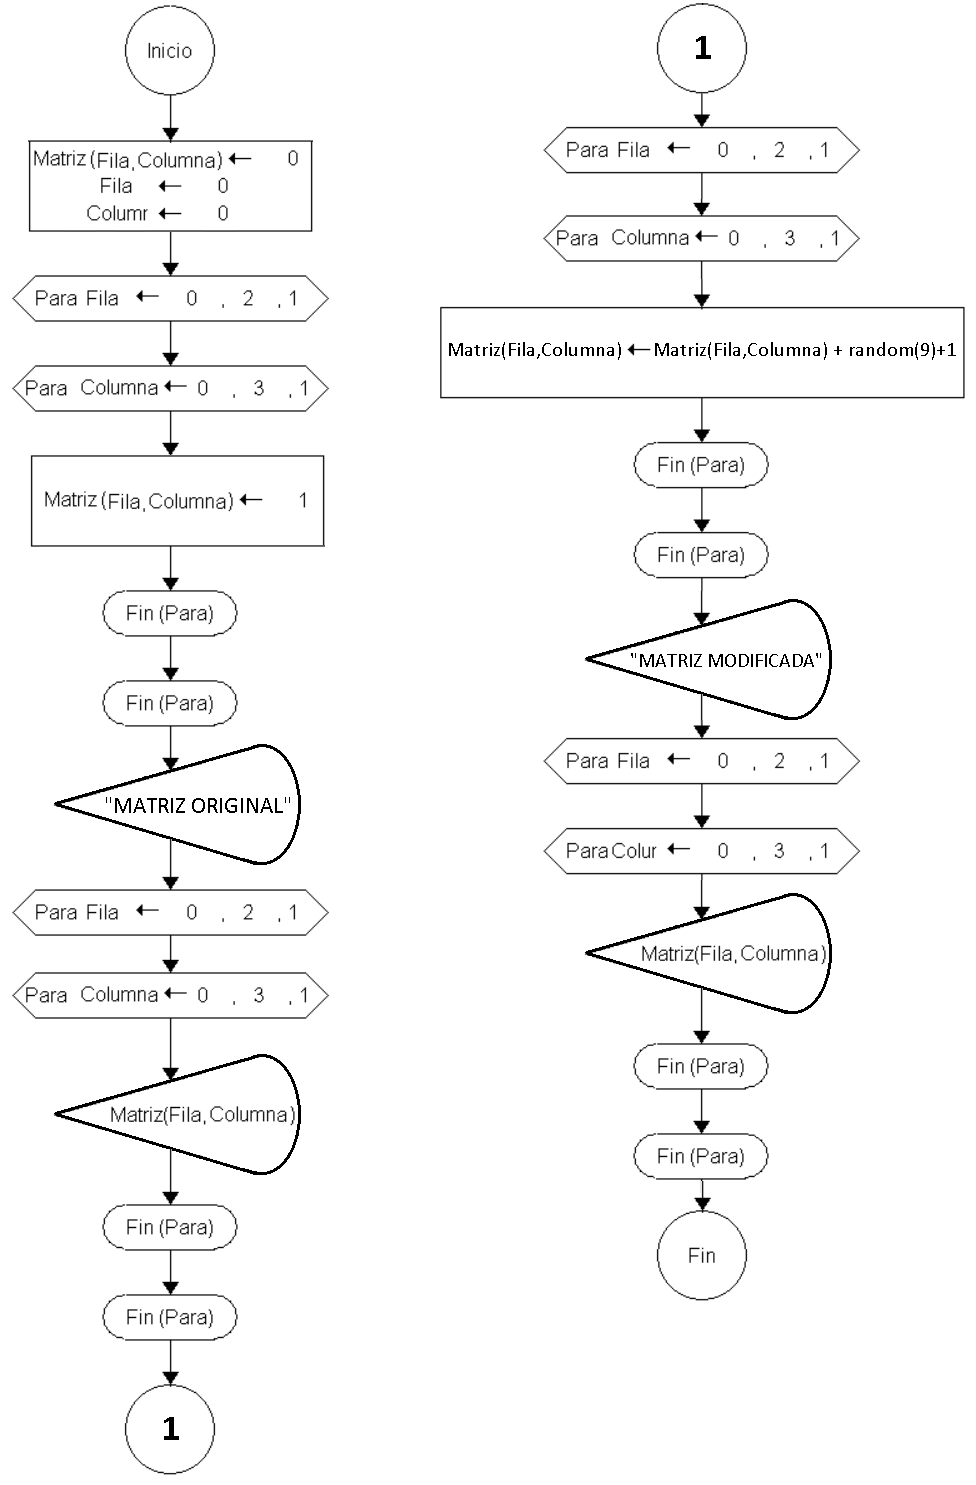 Inicio
Matriz (Fila,Columna) ← 0
Fila ← 0
Columr ← 0
Para Fila ← 0 , 2 , 1
Para Columna ← 0 , 3 , 1
Matriz (Fila,Columna) ← 1
Fin (Para)
Fin (Para)
"MATRIZ ORIGINAL"
Para Fila ← 0 , 2 , 1
Para Columna ← 0 , 3 , 1
Matriz(Fila,Columna)
Fin (Para)
Fin (Para)
1
1
Para Fila ← 0 , 2 , 1
Para Columna ← 0 , 3 , 1
Matriz(Fila,Columna) ← Matriz(Fila,Columna) + random(9)+1
Fin (Para)
Fin (Para)
"MATRIZ MODIFICADA"
Para Fila ← 0 , 2 , 1
Para Colur ← 0 , 3 , 1
Matriz(Fila,Columna)
Fin (Para)
Fin (Para)
Fin